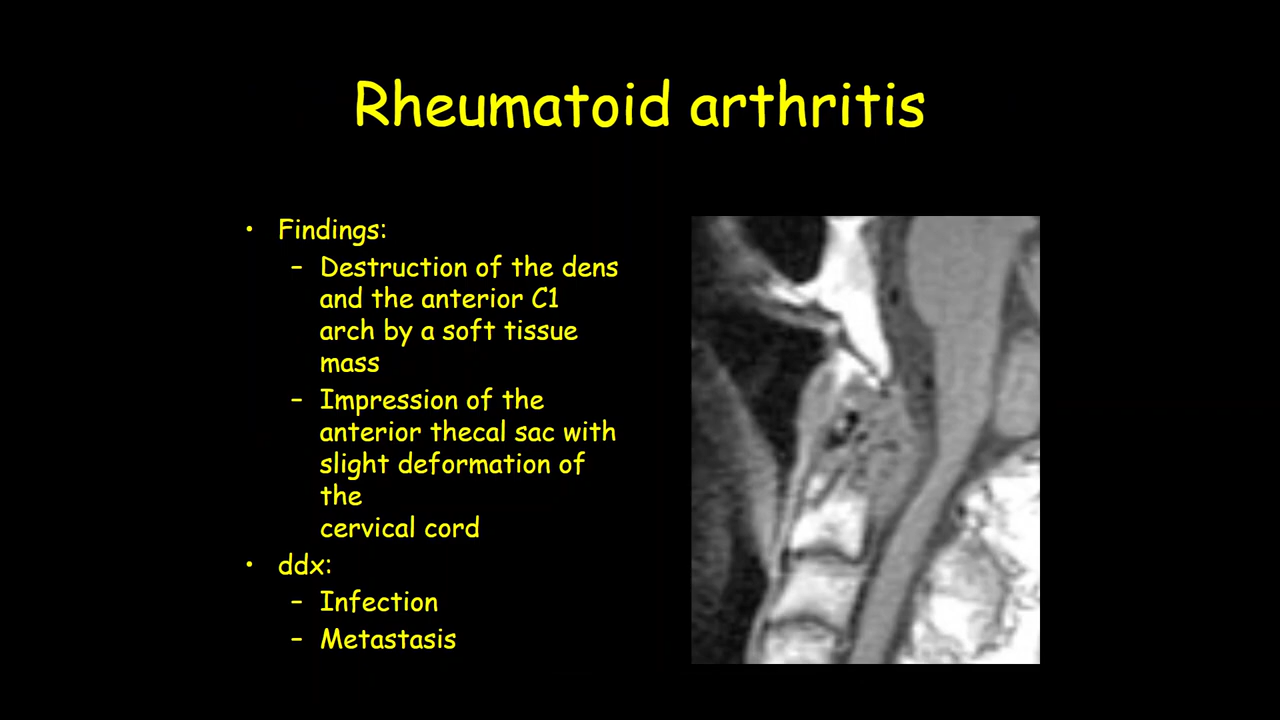 Rheumatoid arthritis
• Findings:
– Destruction of the dens
and the anterior C1
arch by a soft tissue
mass
– Impression of the
anterior thecal sac with
slight deformation of
the
cervical cord
• ddx:
– Infection
– Metastasis